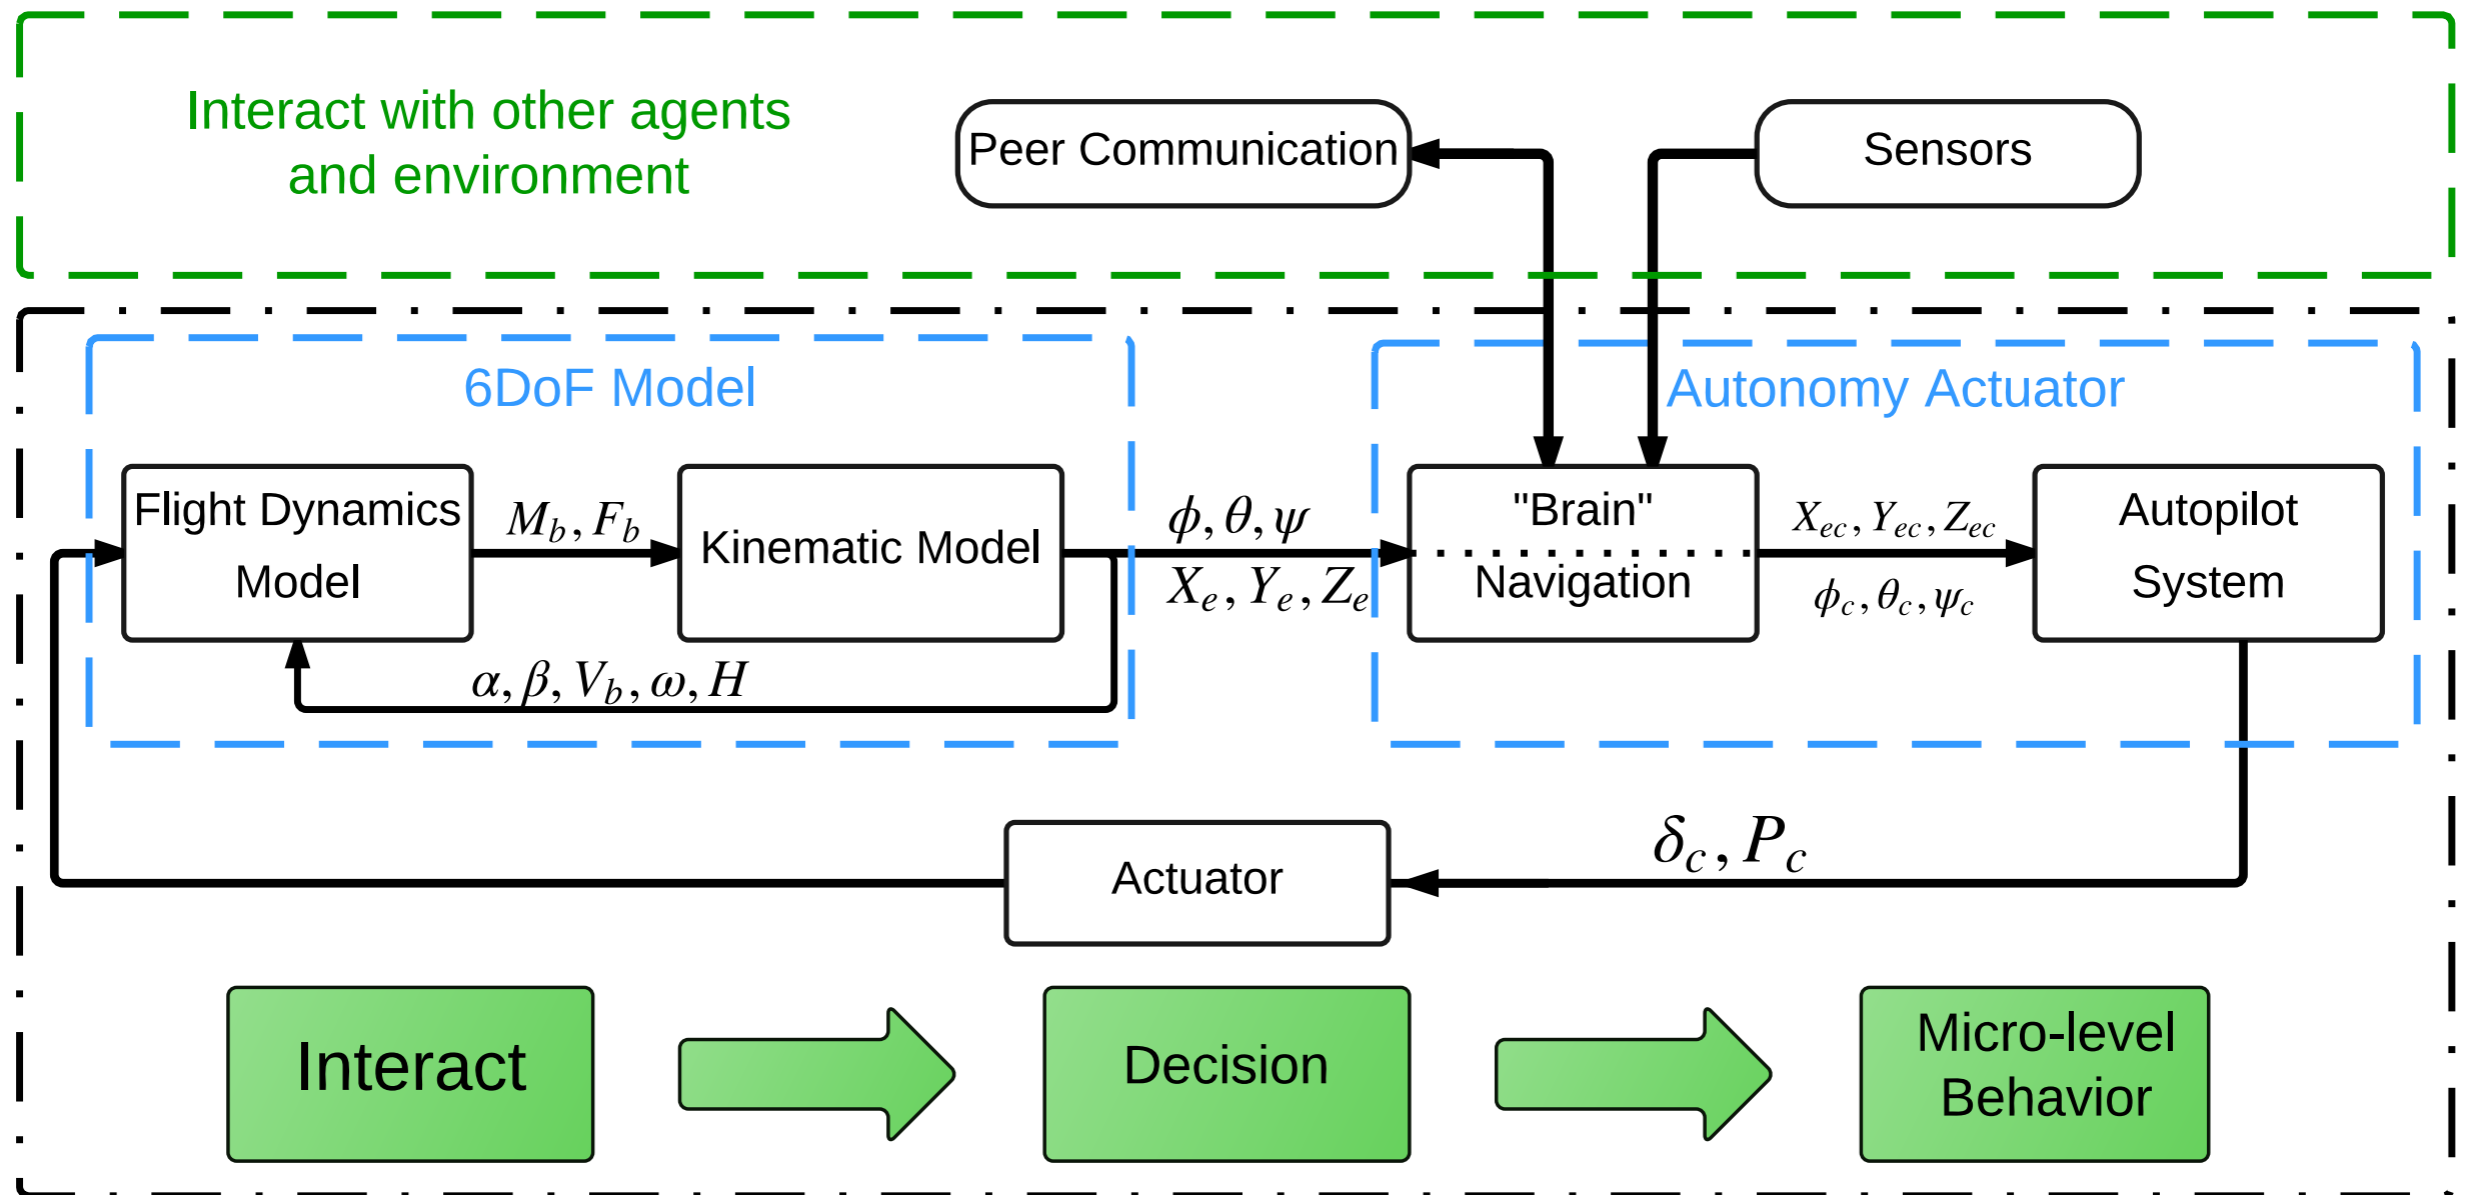 Interact with other agents
and environment
Peer Communication
Sensors
6DoF Model
Autonomy Actuator
Flight Dynamics
Model
M_b, F_b
Kinematic Model
ϕ, θ, ψ
X_e, Y_e, Z_e
"Brain"
Navigation
X_ec, Y_ec, Z_ec
ϕ_c, θ_c, ψ_c
Autopilot
System
α, β, V_b, ω, H
Actuator
δ_c, P_c
Interact
Decision
Micro-level
Behavior